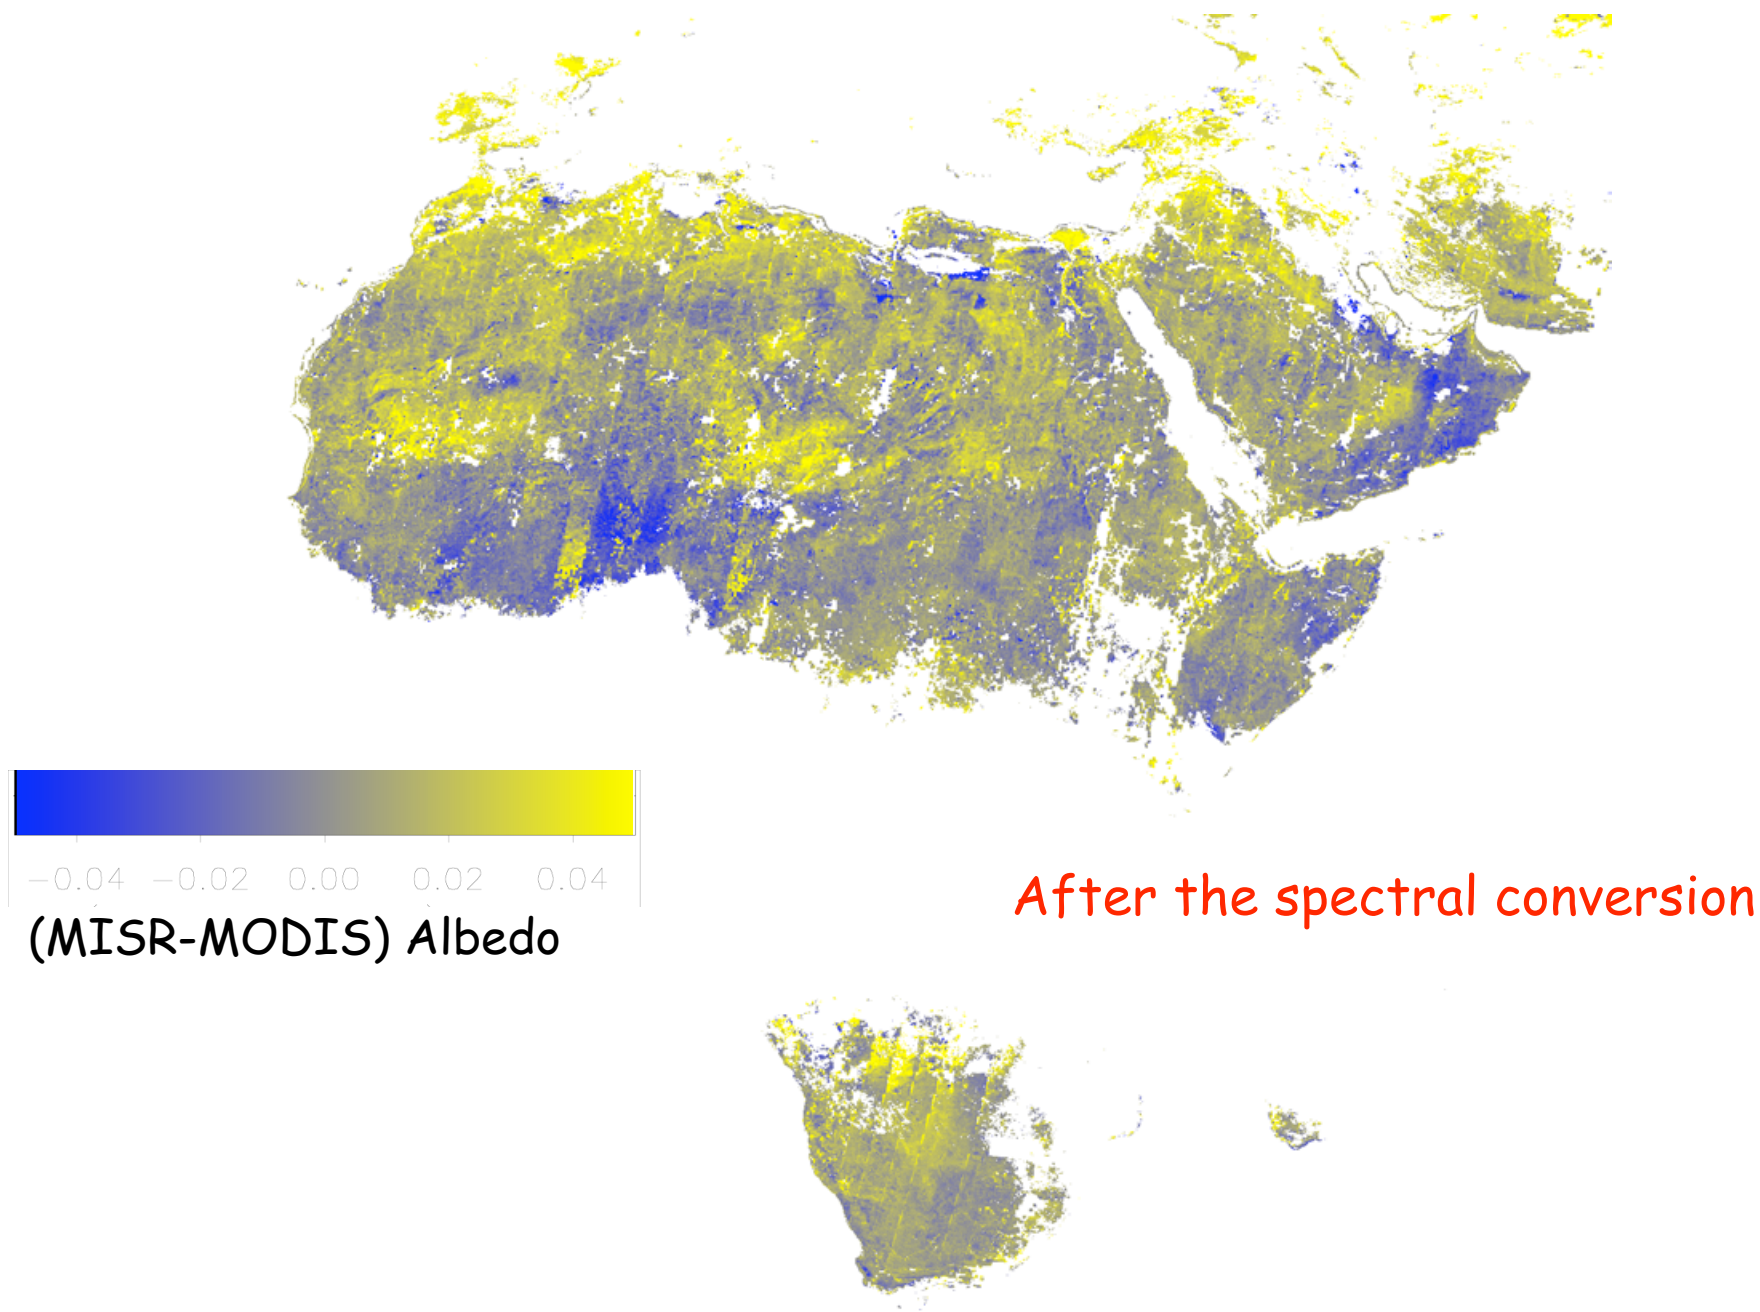 −0.04 −0.02 0.00 0.02 0.04
After the spectral conversion
(MISR-MODIS) Albedo